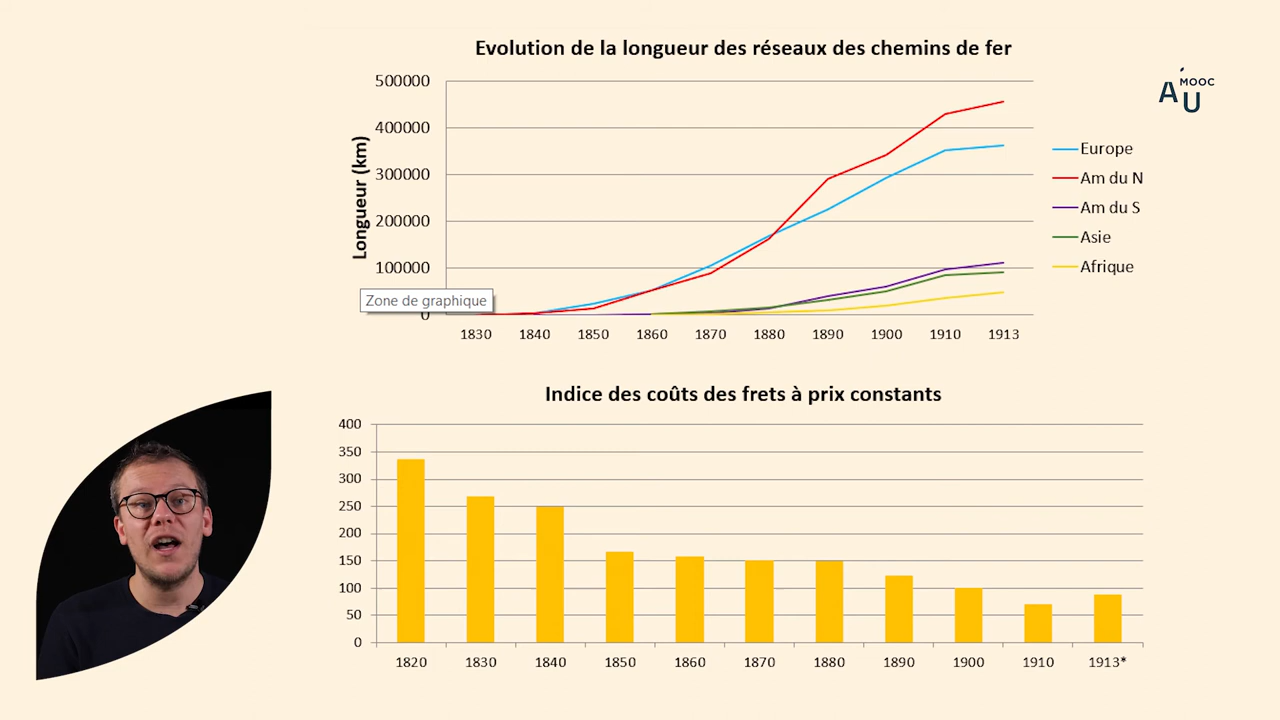 Evolution de la longueur des réseaux des chemins de fer
Longueur (km)
500000
400000
300000
200000
100000
0
1830 1840 1850 1860 1870 1880 1890 1900 1910 1913
Zone de graphique
Europe
Am du N
Am du S
Asie
Afrique
MOOC
AU
Indice des coûts des frets à prix constants
400
350
300
250
200
150
100
50
0
1820 1830 1840 1850 1860 1870 1880 1890 1900 1910 1913*